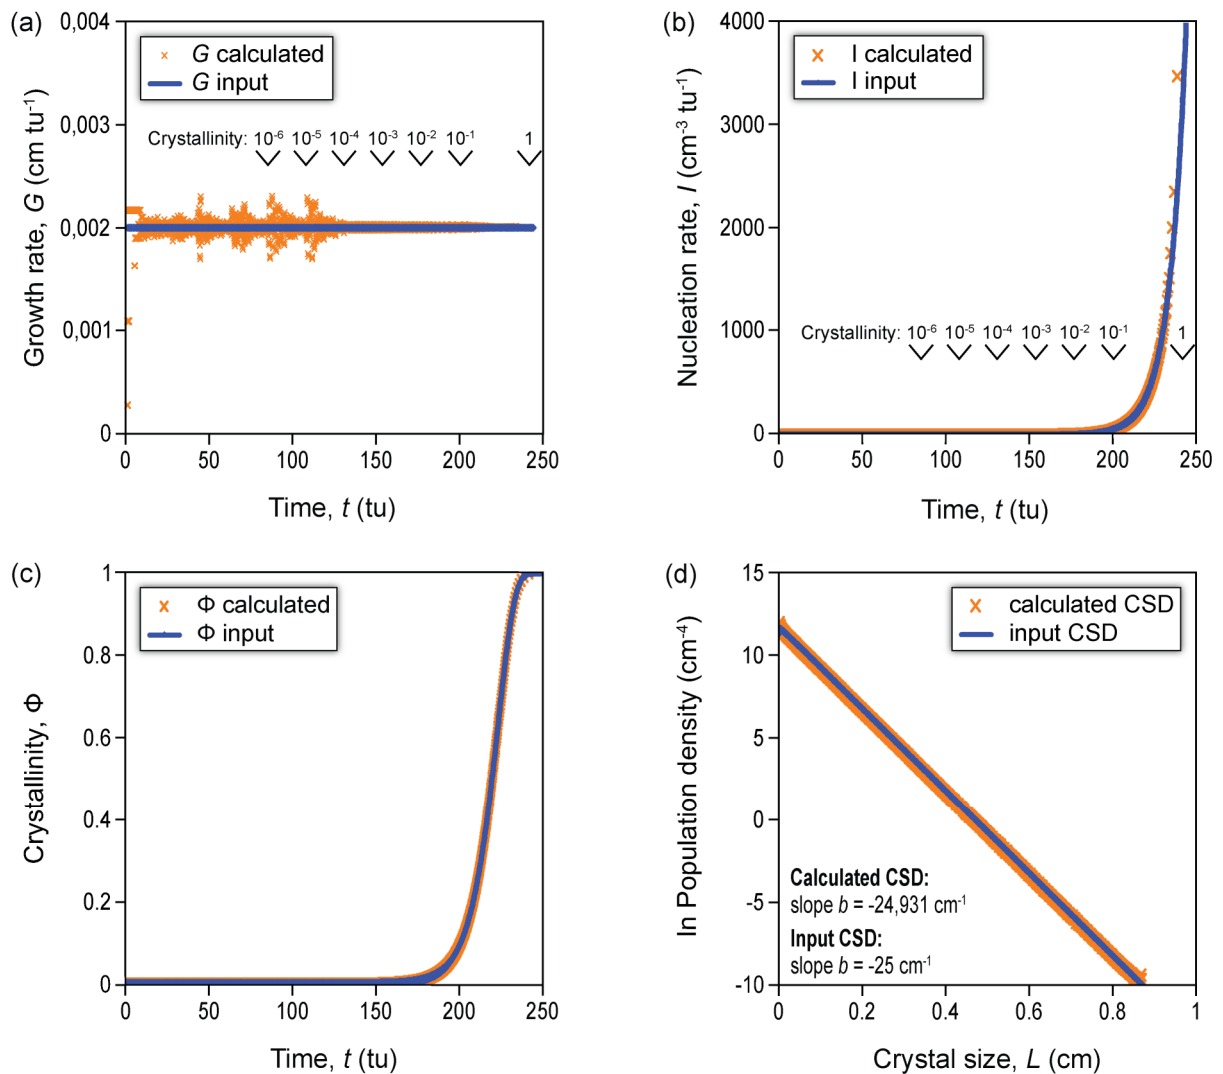 (a)
0,004
0,003
0,002
0,001
0
G calculated
G input
Crystallinity: 10⁻⁶ 10⁻⁵ 10⁻⁴ 10⁻³ 10⁻² 10⁻¹ 1
Growth rate, G (cm tu⁻¹)
0 50 100 150 200 250
Time, t (tu)
(b)
4000
3000
2000
1000
0
I calculated
I input
Crystallinity: 10⁻⁶ 10⁻⁵ 10⁻⁴ 10⁻³ 10⁻² 10⁻¹ 1
Nucleation rate, I (cm⁻³ tu⁻¹)
0 50 100 150 200 250
Time, t (tu)
(c)
1
0.8
0.6
0.4
0.2
0
Φ calculated
Φ input
Crystallinity, Φ
0 50 100 150 200 250
Time, t (tu)
(d)
15
10
5
0
-5
-10
calculated CSD
input CSD
ln Population density (cm⁻⁴)
Calculated CSD:
slope b = -24,931 cm⁻¹
Input CSD:
slope b = -25 cm⁻¹
0 0.2 0.4 0.6 0.8 1
Crystal size, L (cm)